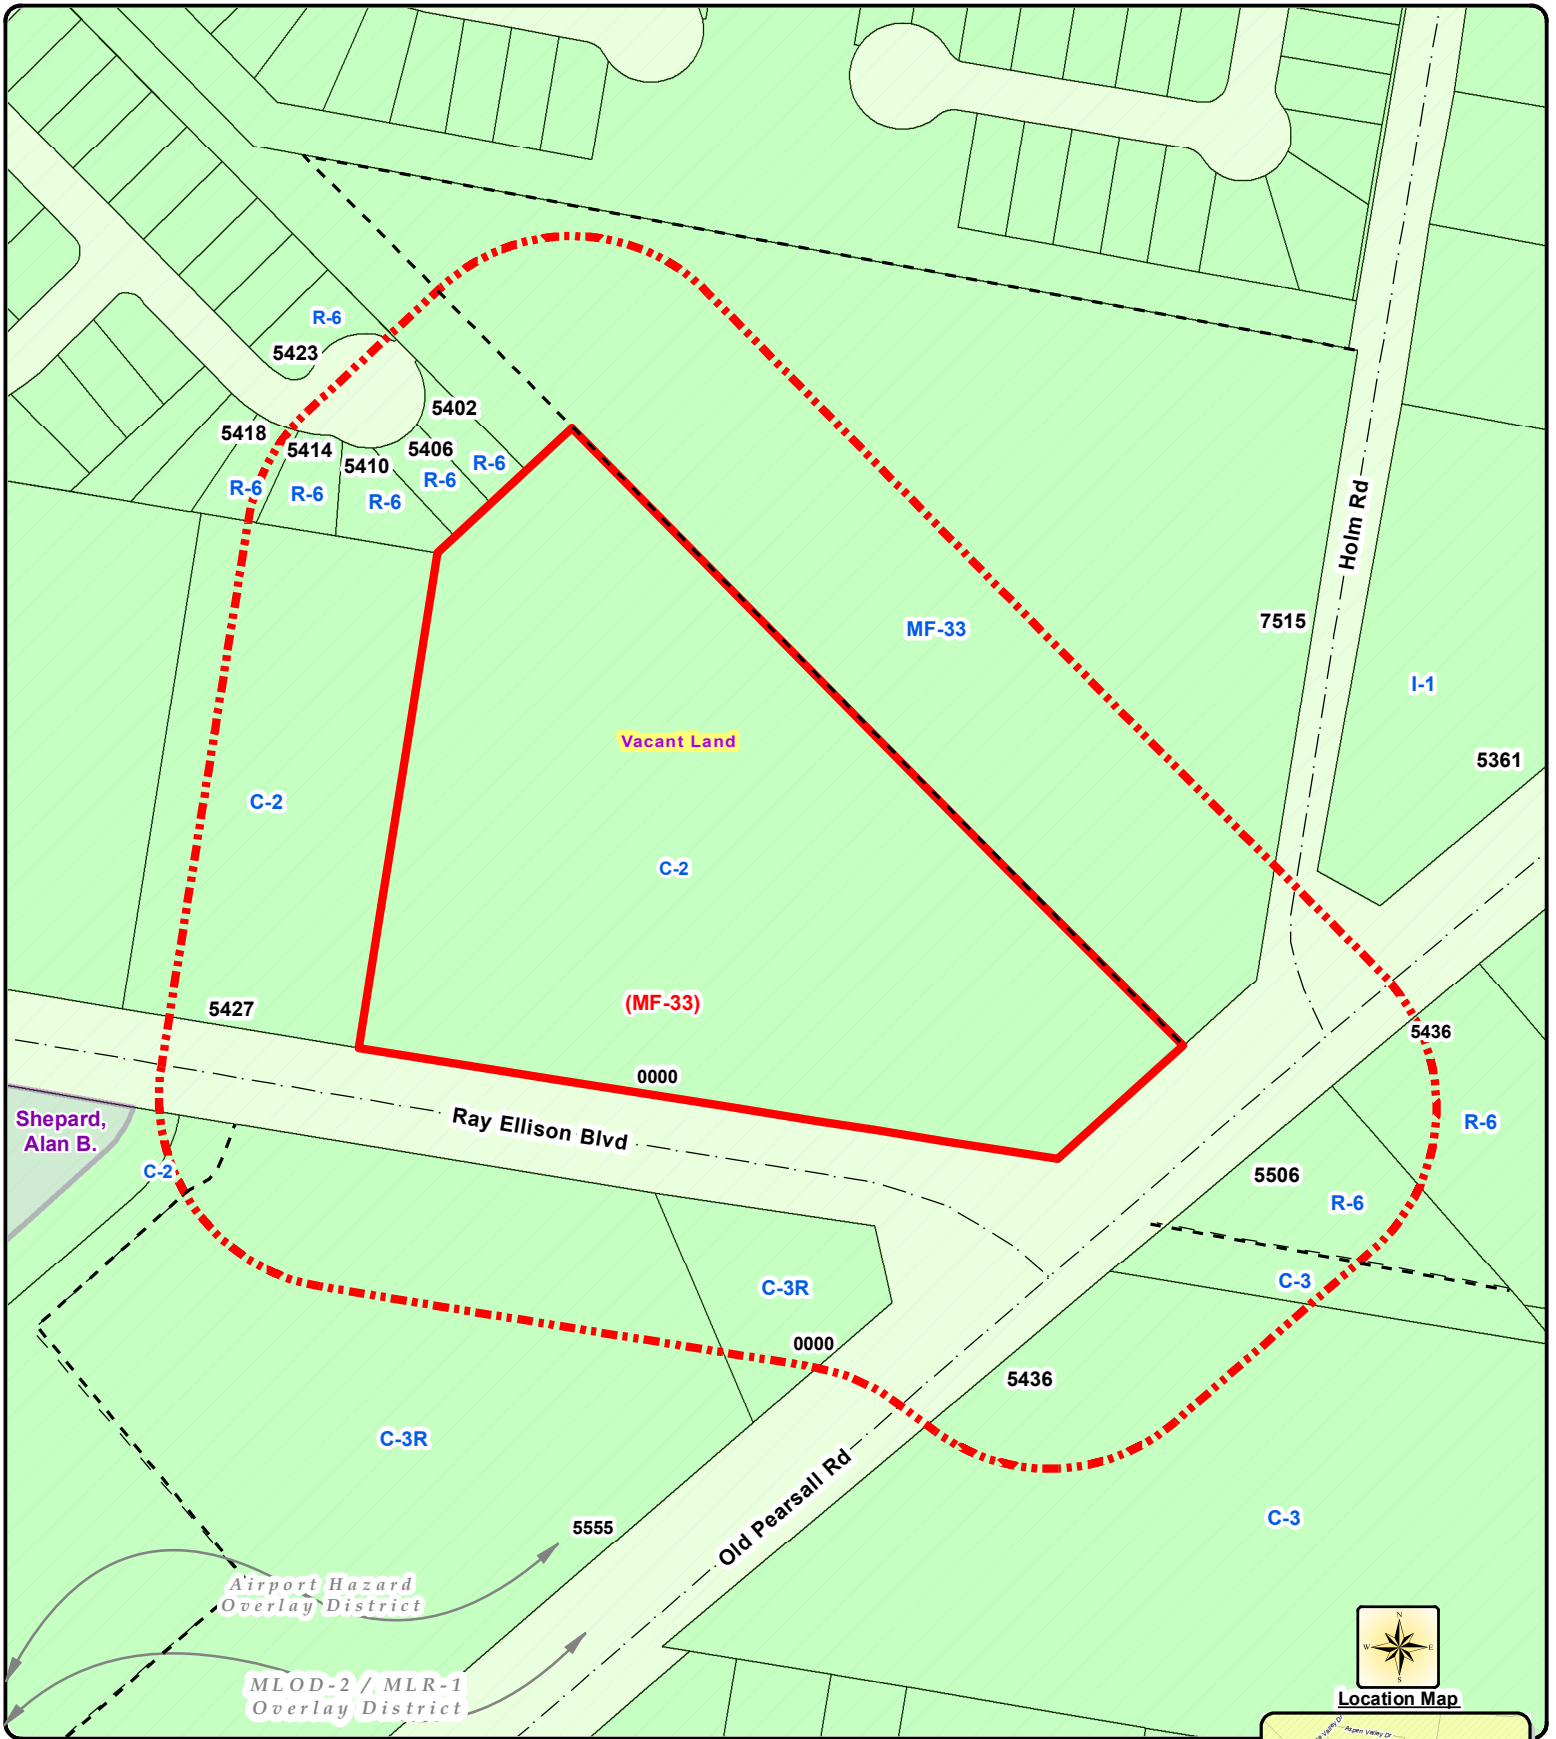 R-6
5423
5402
5418
5414
5406
5410
R-6
R-6
R-6
R-6
R-6
Holm Rd
7515
MF-33
I-1
Vacant Land
5361
C-2
C-2
(MF-33)
5427
5436
0000
Shepard,
Alan B.
Ray Ellison Blvd
R-6
C-2
5506
R-6
C-3
C-3R
0000
5436
C-3R
Old Pearsall Rd
C-3
5555
Airport Hazard
Overlay District
N
W E
S
MLOD-2 / MLR-1
Overlay District
Location Map
Aspen Valley Dr